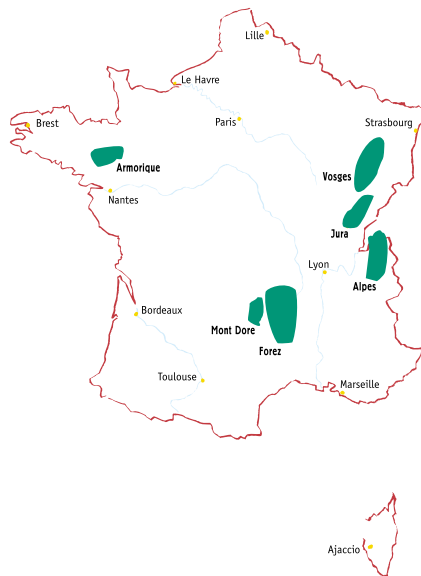 Lille
Le Havre
Paris
Brest
Strasbourg
Armorique
Vosges
Nantes
Jura
Lyon
Alpes
Bordeaux
Mont Dore
Forez
Toulouse
Marseille
Ajaccio